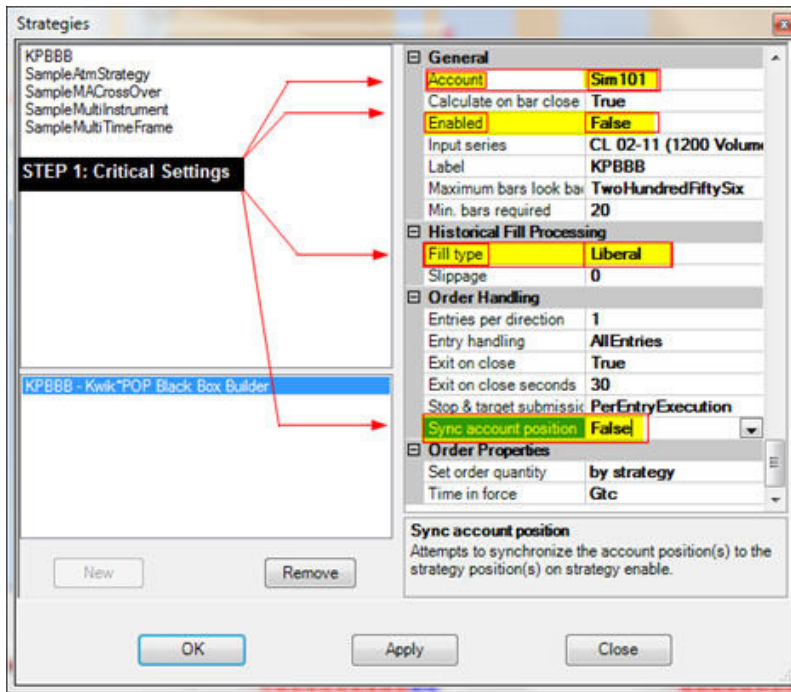 Strategies
KPBBB
SampleAtmStrategy
SampleMACrossOver
SampleMultiInstrument
SampleMultiTimeFrame
STEP 1: Critical Settings
KPBBB - Kwik*POP Black Box Builder
New
Remove
General
Account Sim101
Calculate on bar close True
Enabled False
Input series CL 02-11 (1200 Volume
Label KPBBB
Maximum bars look bac TwoHundredFiftySix
Min. bars required 20
Historical Fill Processing
Fill type Liberal
Slippage 0
Order Handling
Entries per direction 1
Entry handling AllEntries
Exit on close True
Exit on close seconds 30
Stop & target submissic PerEntryExecution
Sync account position False
Order Properties
Set order quantity by strategy
Time in force Gtc
Sync account position
Attempts to synchronize the account position(s) to the
strategy position(s) on strategy enable.
OK
Apply
Close